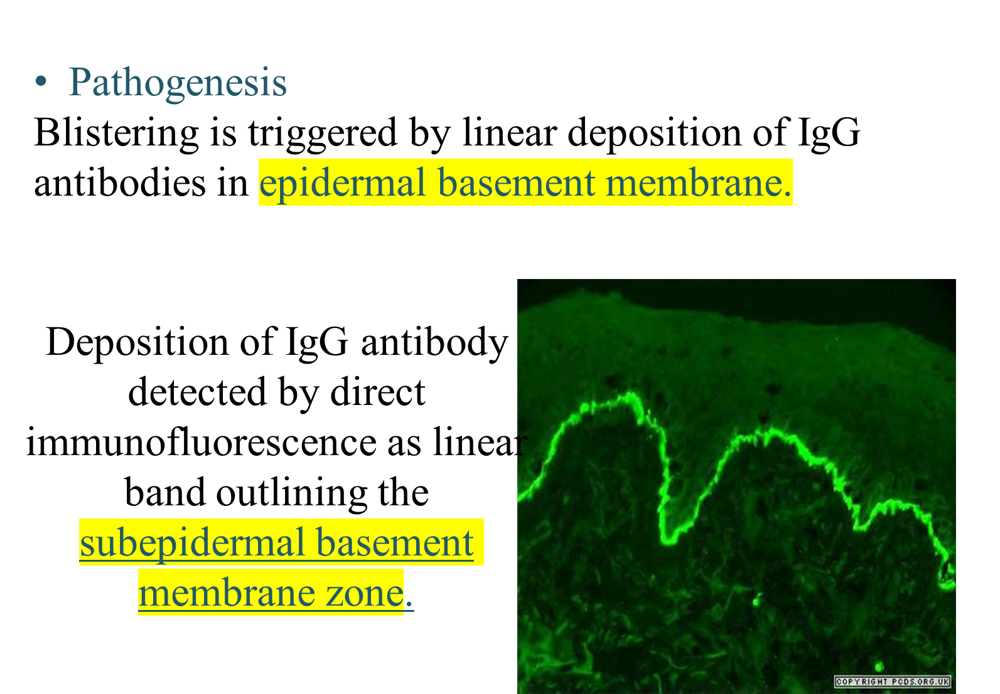 • Pathogenesis
Blistering is triggered by linear deposition of IgG
antibodies in epidermal basement membrane.
Deposition of IgG antibody
detected by direct
immunofluorescence as linear
band outlining the
subepidermal basement
membrane zone.
COPYRIGHT PCDS.ORG.UK